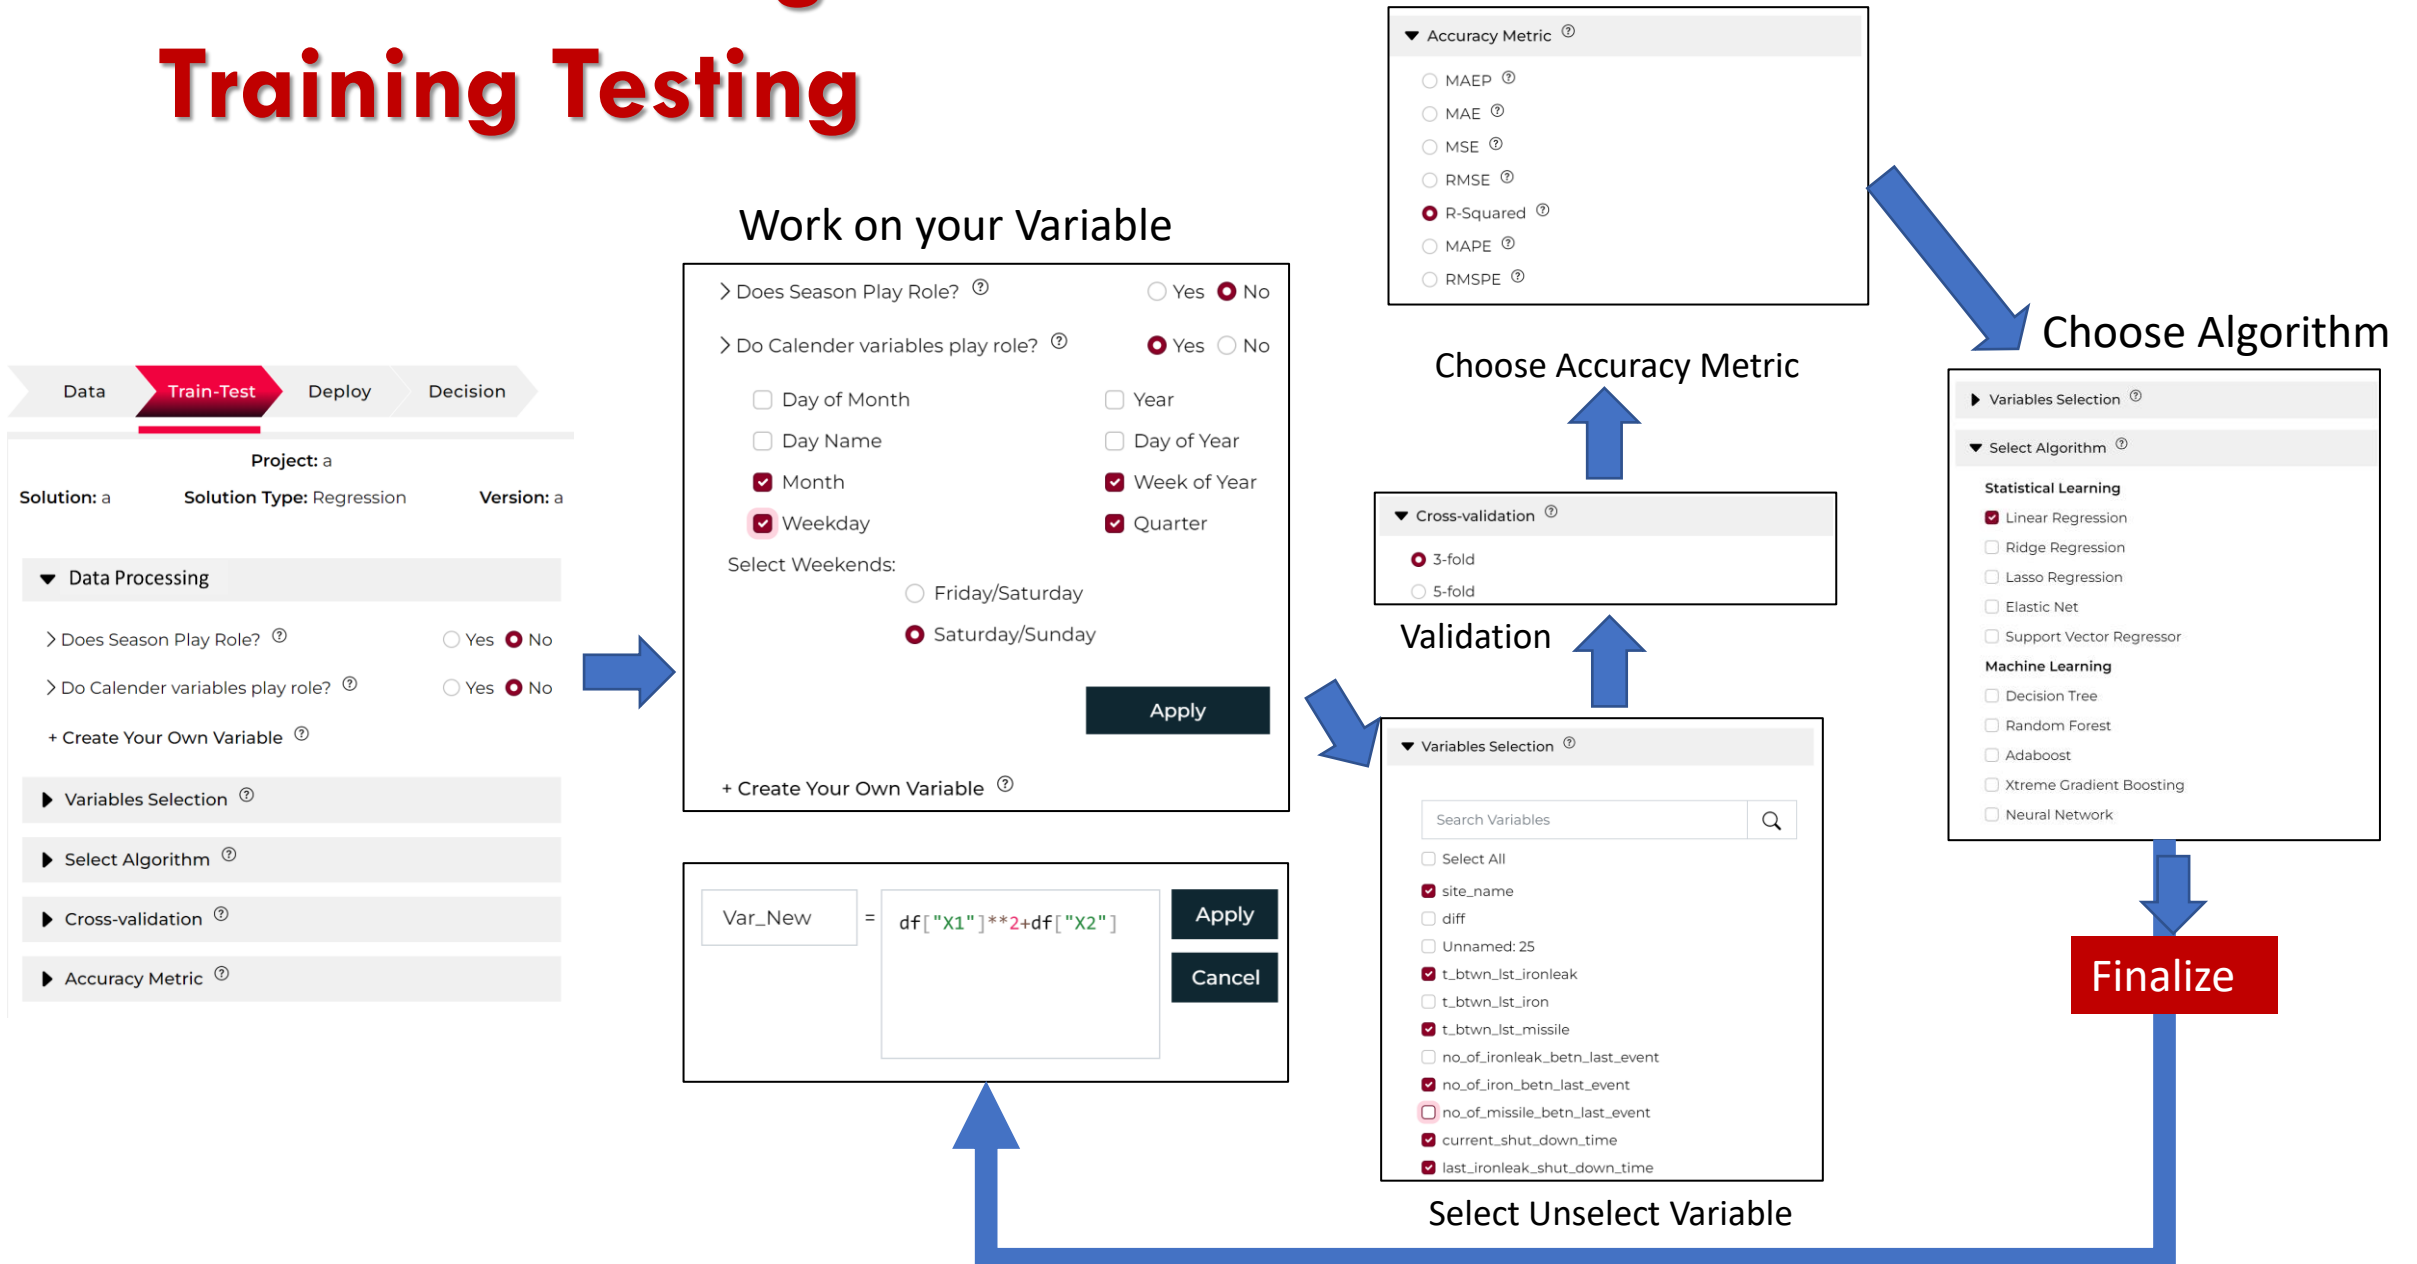 Training Testing
Data
Train-Test
Deploy
Decision
Project: a
Solution: a
Solution Type: Regression
Version: a
Data Processing
Does Season Play Role?
Yes
No
Do Calender variables play role?
Yes
No
+ Create Your Own Variable
Variables Selection
Select Algorithm
Cross-validation
Accuracy Metric
Work on your Variable
Does Season Play Role?
Yes
No
Do Calender variables play role?
Yes
No
Day of Month
Year
Day Name
Day of Year
Month
Week of Year
Weekday
Quarter
Select Weekends:
Friday/Saturday
Saturday/Sunday
Apply
+ Create Your Own Variable
Var_New
=
df["X1"]**2+df["X2"]
Apply
Cancel
Variables Selection
Search Variables
Select All
site_name
diff
Unnamed: 25
t_btwn_lst_ironleak
t_btwn_lst_iron
t_btwn_lst_missile
no_of_ironleak_betn_last_event
no_of_iron_betn_last_event
no_of_missile_betn_last_event
current_shut_down_time
last_ironleak_shut_down_time
Select Unselect Variable
Cross-validation
3-fold
5-fold
Validation
Accuracy Metric
MAEP
MAE
MSE
RMSE
R-Squared
MAPE
RMSPE
Choose Accuracy Metric
Choose Algorithm
Variables Selection
Select Algorithm
Statistical Learning
Linear Regression
Ridge Regression
Lasso Regression
Elastic Net
Support Vector Regressor
Machine Learning
Decision Tree
Random Forest
Adaboost
Xtreme Gradient Boosting
Neural Network
Finalize